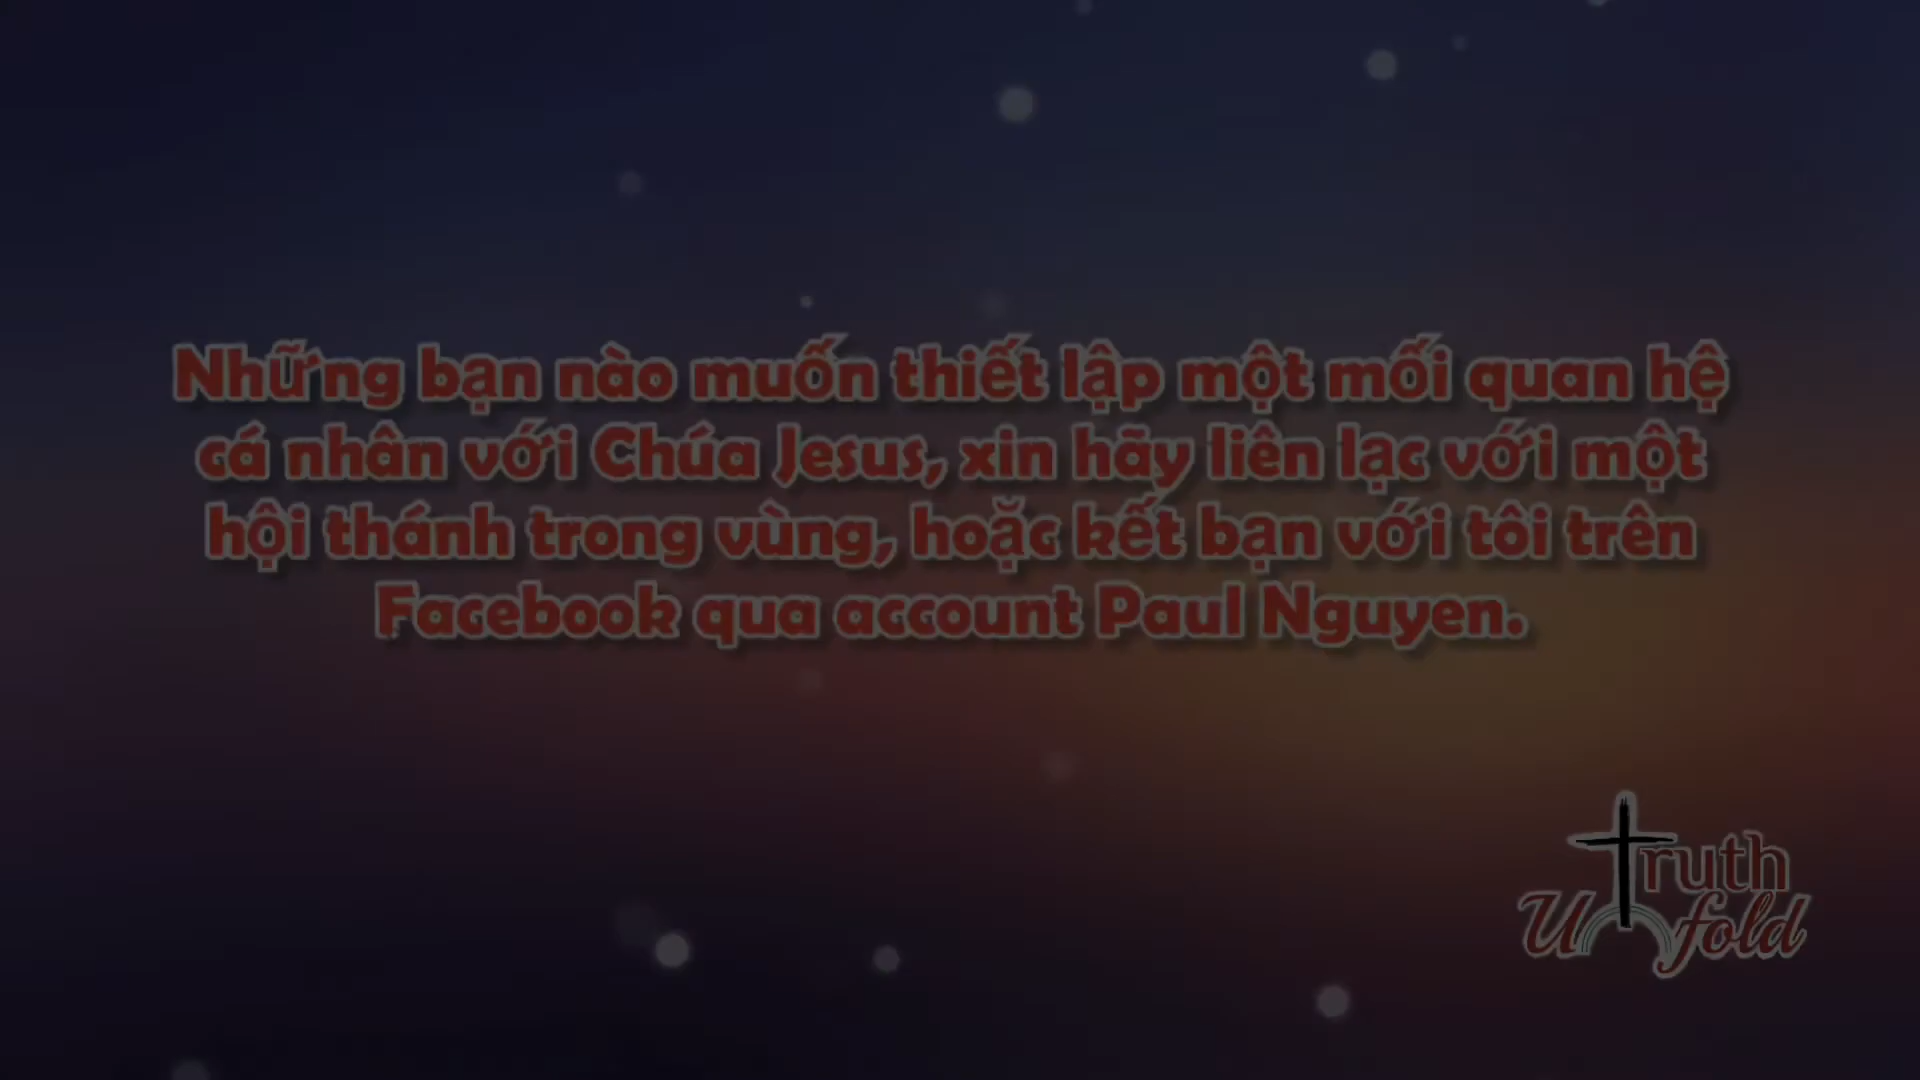 Những bạn nào muốn thiết lập một mối quan hệ
cá nhân với Chúa Jesus, xin hãy liên lạc với một
hội thánh trong vùng, hoặc kết bạn với tôi trên
Facebook qua account Paul Nguyen.
Truth
Unfold